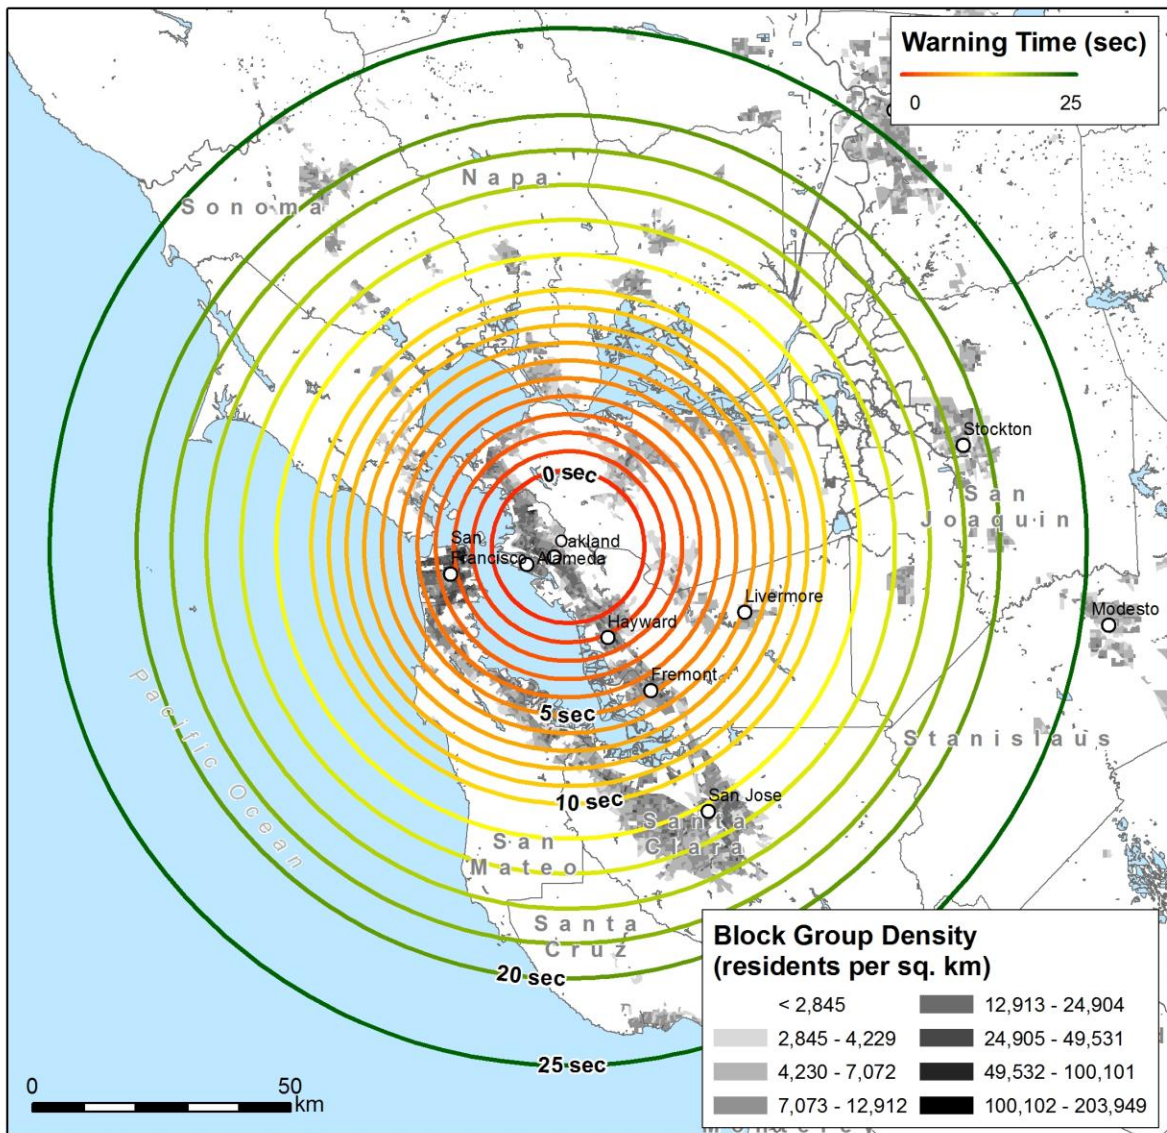 Warning Time (sec)
0 25
Napa
Sonoma
Stockton
San
Joaquin
0 sec
San
Francisco
Oakland
Alameda
Livermore
Modesto
Hayward
Fremont
5 sec
Stanislaus
Pacific Ocean
10 sec
San Jose
Santa
Clara
San
Mateo
Santa
Cruz
20 sec
25 sec
Block Group Density
(residents per sq. km)
< 2,845
2,845 - 4,229
4,230 - 7,072
7,073 - 12,912
12,913 - 24,904
24,905 - 49,531
49,532 - 100,101
100,102 - 203,949
0 50
km